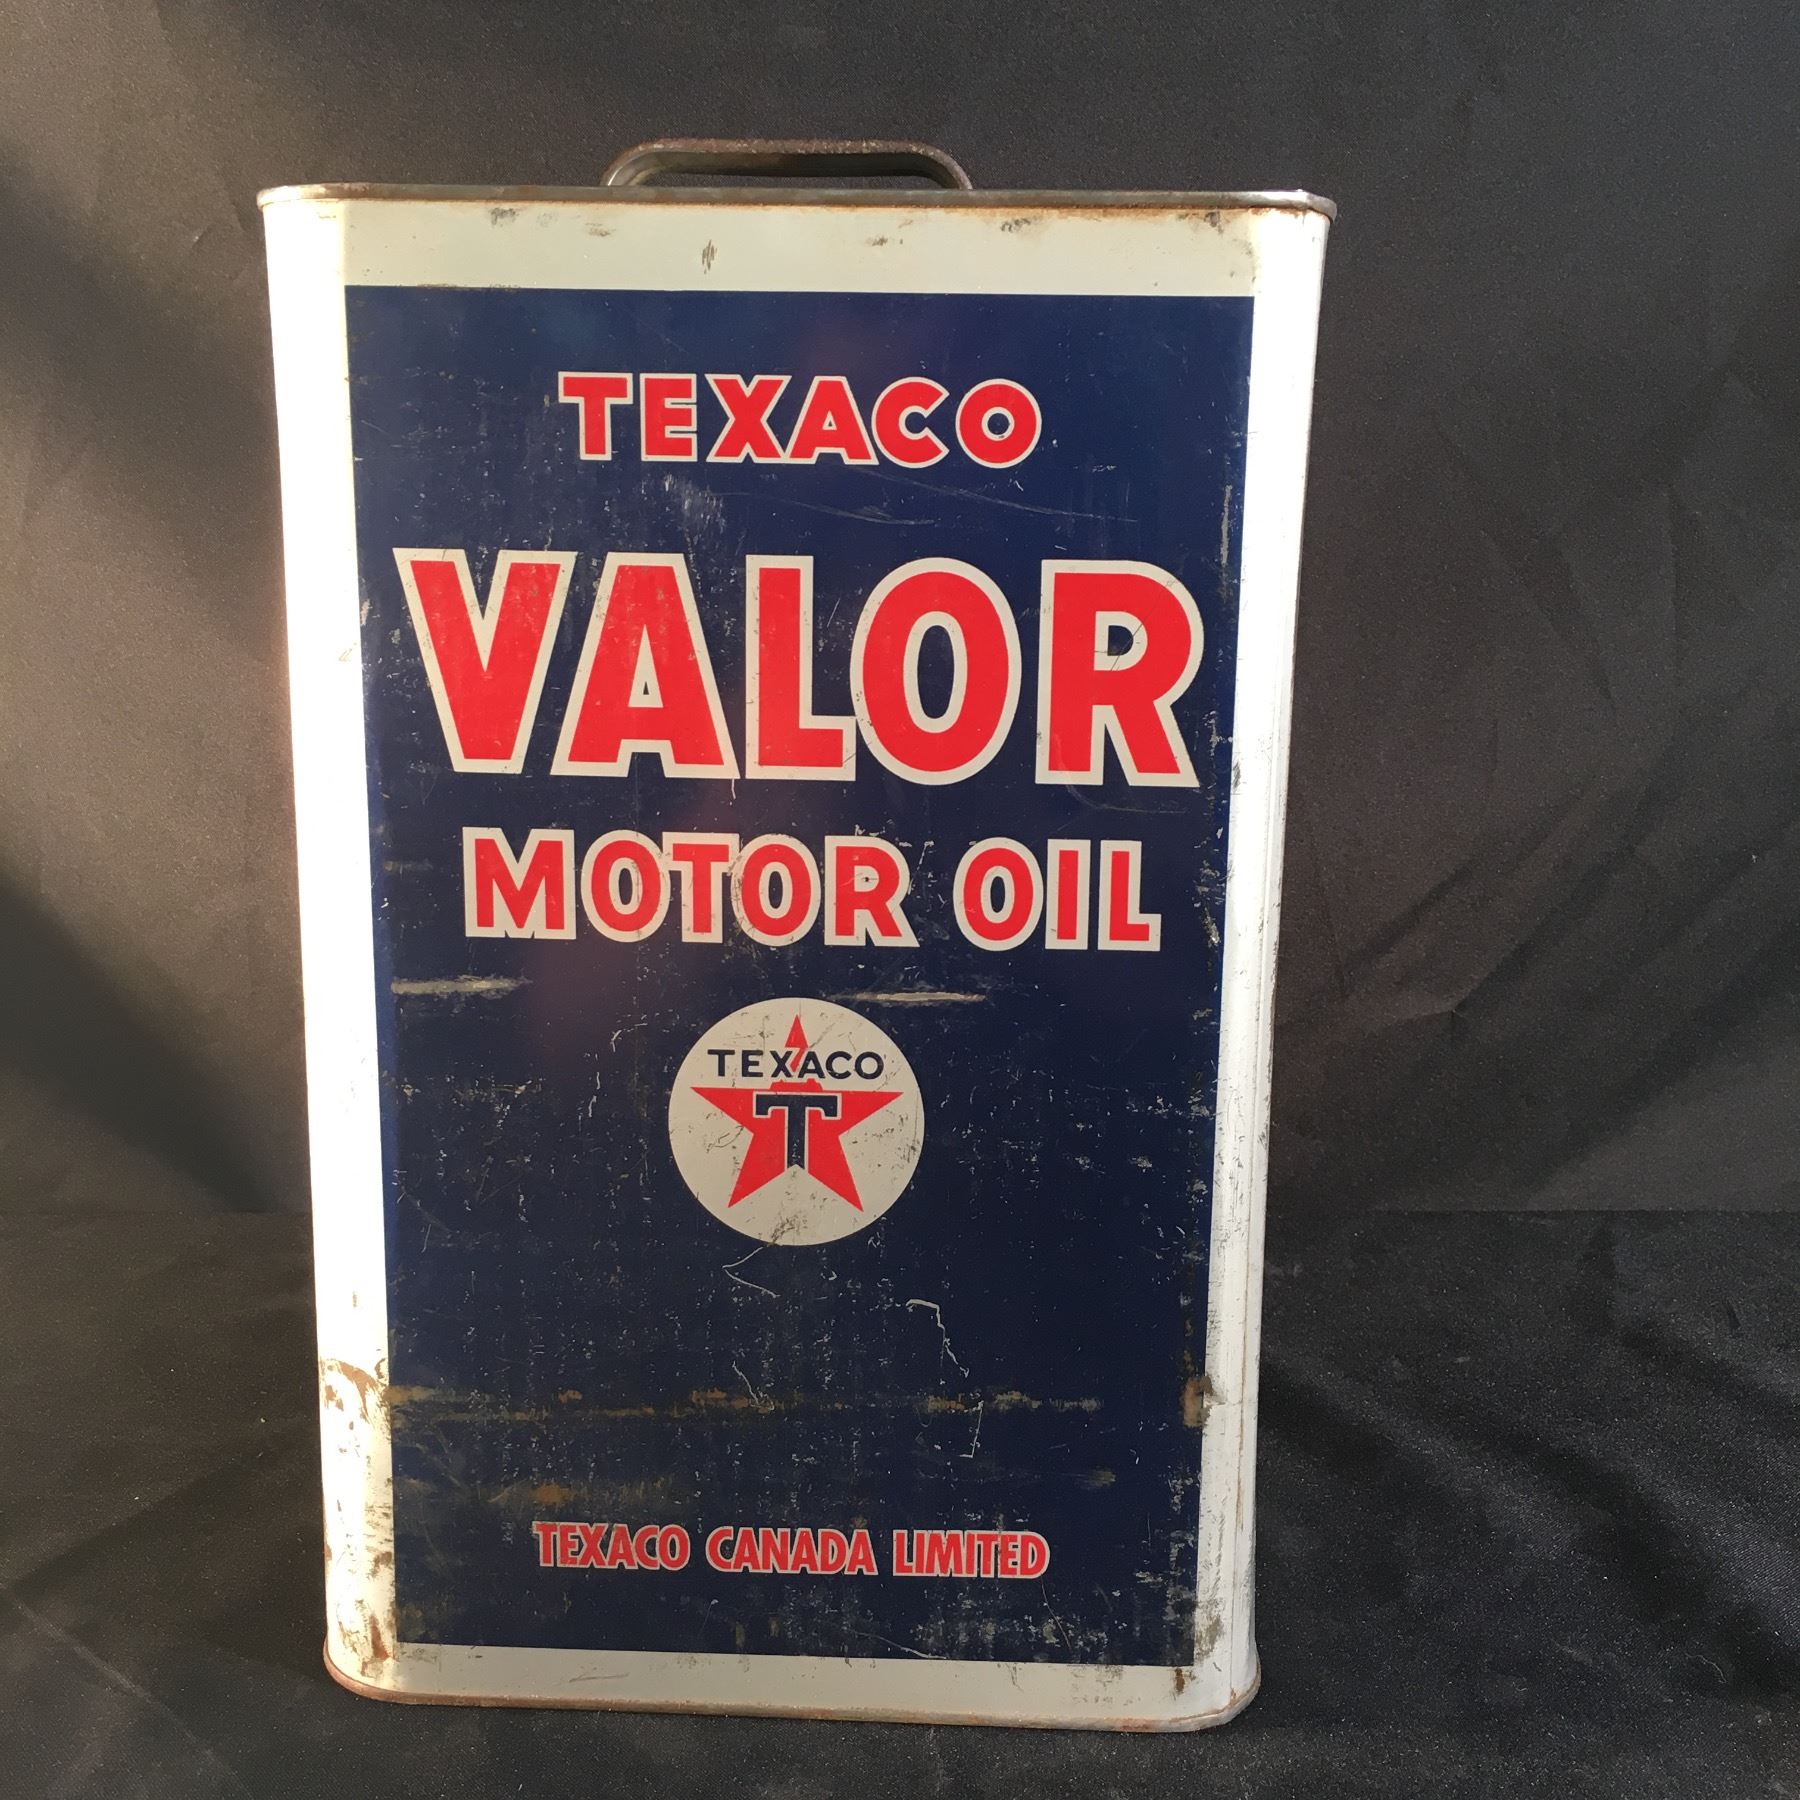 TEXACO
VALOR
MOTOR OIL
TEXACO
T
TEXACO CANADA LIMITED